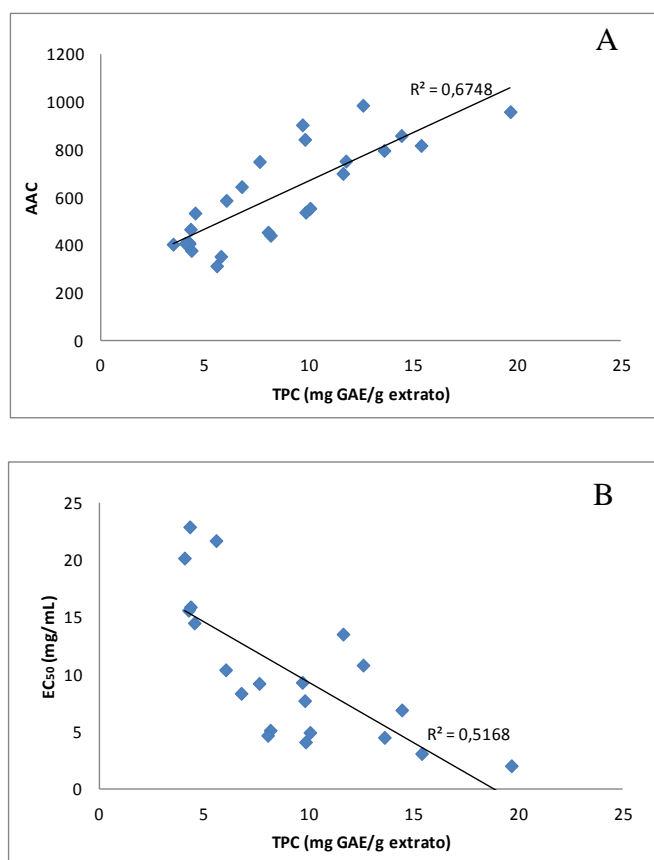 A
1200
1000
800
600
400
200
0
AAC
R² = 0,6748
0 5 10 15 20 25
TPC (mg GAE/g extrato)
B
25
20
15
10
5
0
EC₅₀ (mg/mL)
R² = 0,5168
0 5 10 15 20 25
TPC (mg GAE/g extrato)